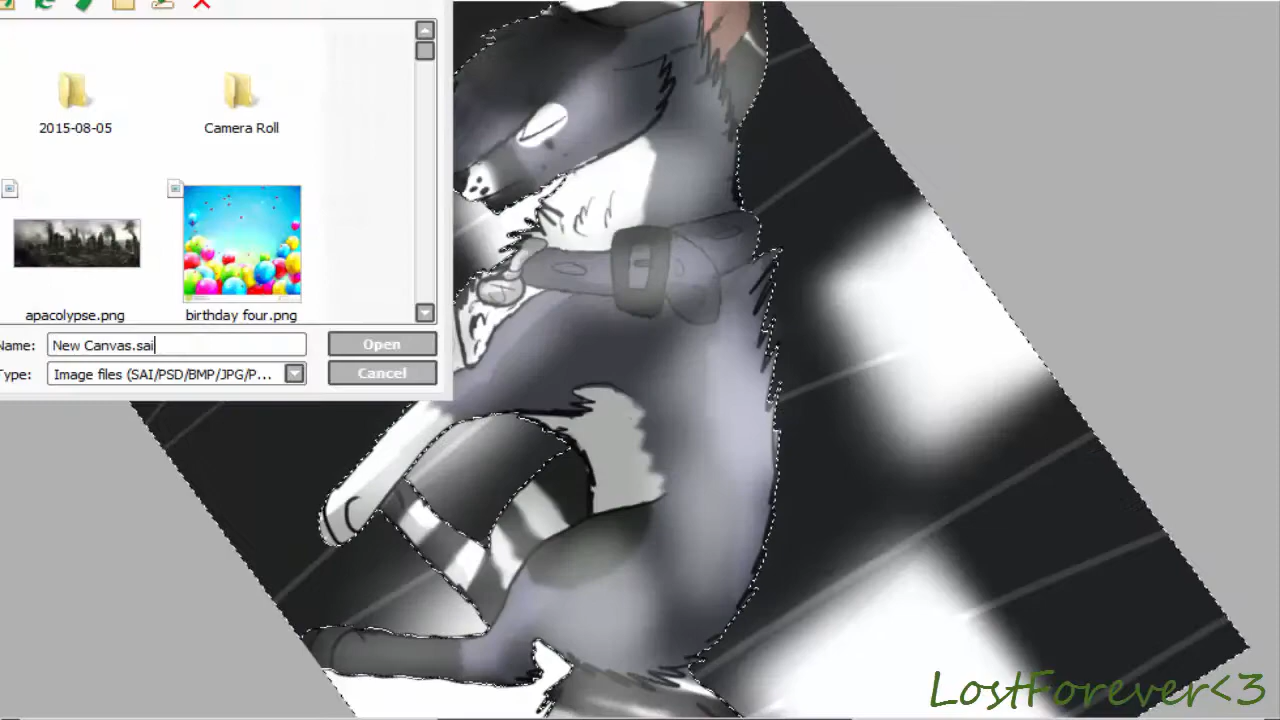 2015-08-05
Camera Roll
apacolypse.png
birthday four.png
Name:
New Canvas.sai
Open
Type:
Image files (SAI/PSD/BMP/JPG/P...
Cancel
LostForever<3